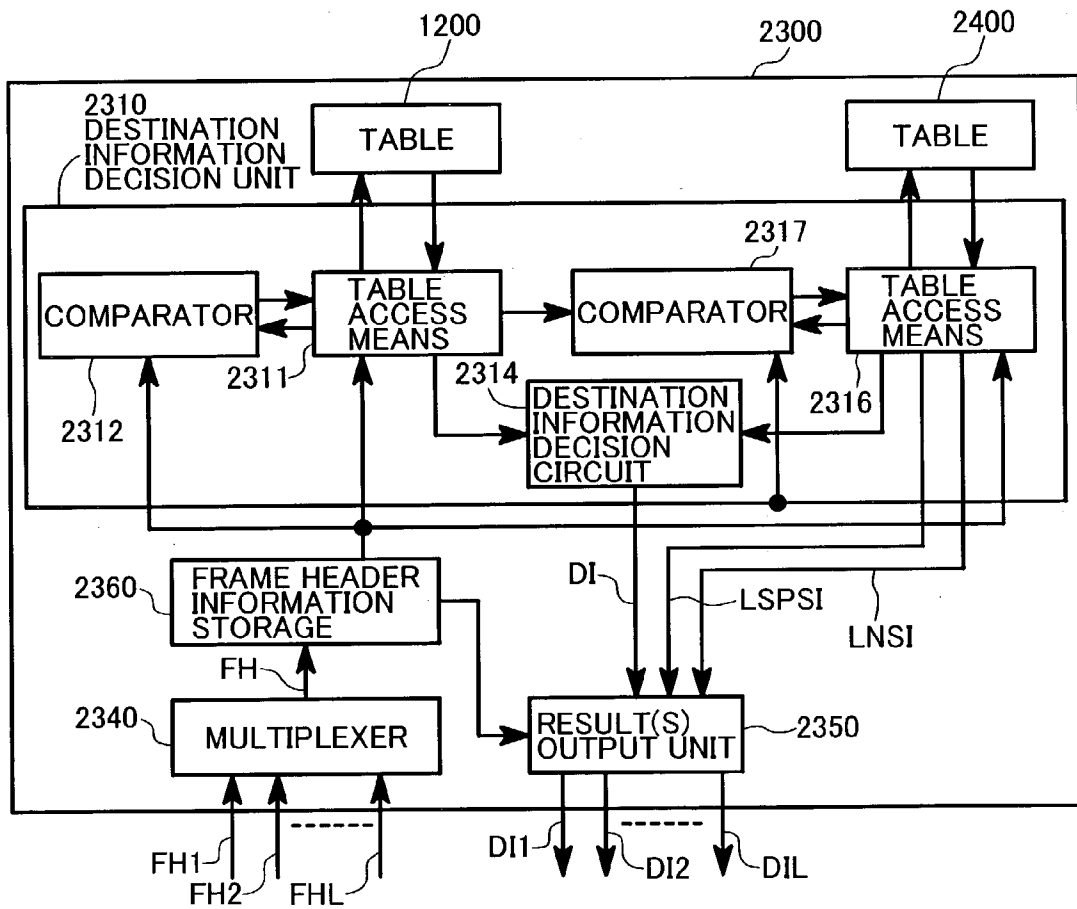 1200
2300
2400
2310
DESTINATION
INFORMATION
DECISION UNIT
TABLE
TABLE
2317
COMPARATOR
TABLE
ACCESS
MEANS
COMPARATOR
TABLE
ACCESS
MEANS
2312
2311
2314
2316
DESTINATION
INFORMATION
DECISION
CIRCUIT
2360
FRAME HEADER
INFORMATION
STORAGE
DI
LSPSI
LNSI
FH
2340
MULTIPLEXER
RESULT(S)
OUTPUT UNIT
2350
FH1
FH2
FHL
DI1
DI2
DIL